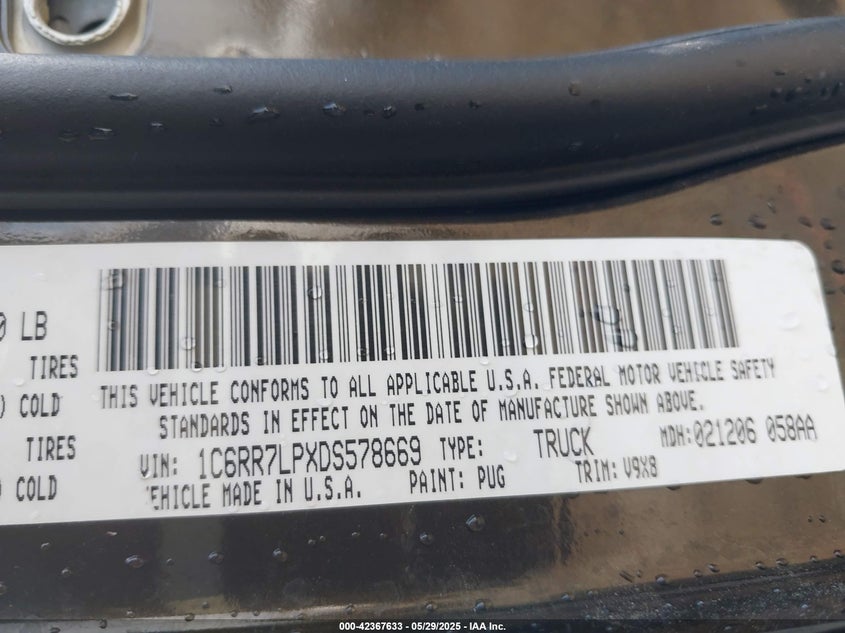 0 LB
TIRES
) COLD
TIRES
) COLD
THIS VEHICLE CONFORMS TO ALL APPLICABLE U.S.A. FEDERAL MOTOR VEHICLE SAFETY
STANDARDS IN EFFECT ON THE DATE OF MANUFACTURE SHOWN ABOVE.
VIN: 1C6RR7LPXDS578669 TYPE: TRUCK MDH:021206 058AA
VEHICLE MADE IN U.S.A. PAINT: PUG TRIM: V9X8
000-42367633 - 05/29/2025 - IAA Inc.